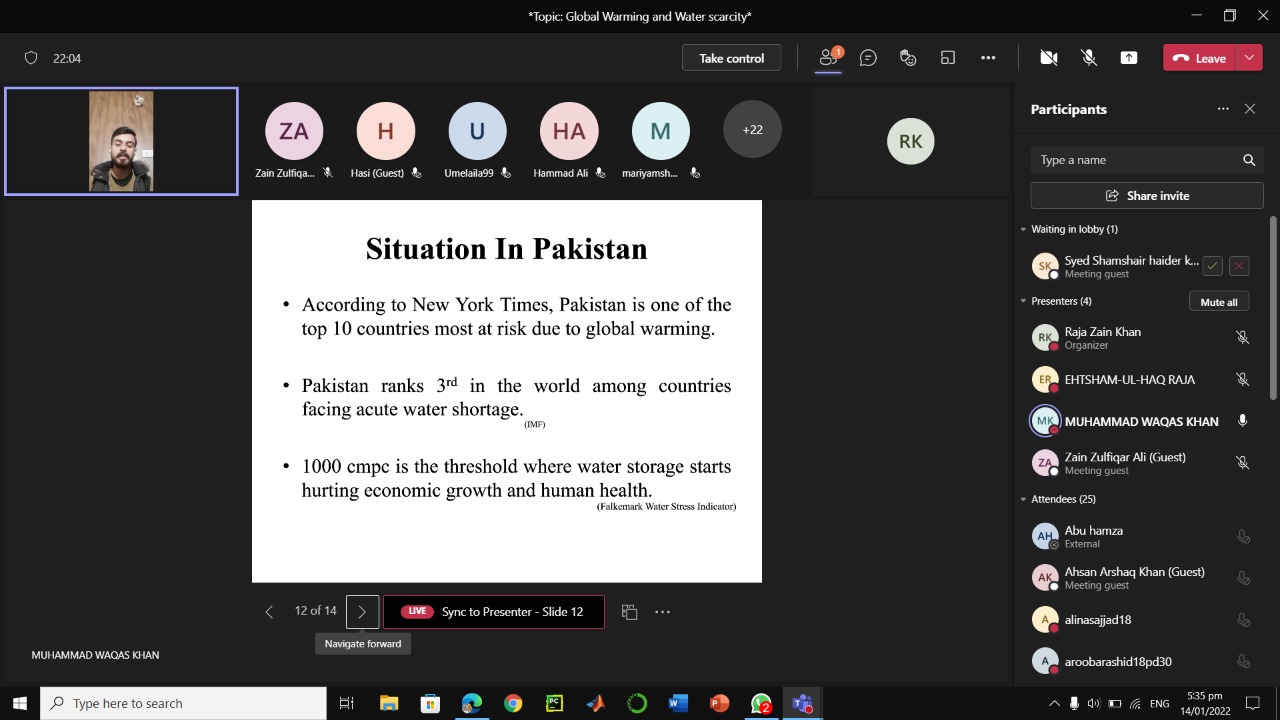 *Topic: Global Warming and Water scarcity*
22:04
Take control
1
Leave
ZA
H
U
HA
M
+22
RK
Zain Zulfiqa...
Hasi (Guest)
Umelaila99
Hammad Ali
mariyamsh...
Situation In Pakistan
• According to New York Times, Pakistan is one of the
top 10 countries most at risk due to global warming.
• Pakistan ranks 3rd in the world among countries
facing acute water shortage.
(IMF)
• 1000 cmpc is the threshold where water storage starts
hurting economic growth and human health.
(Falkemark Water Stress Indicator)
12 of 14
LIVE Sync to Presenter - Slide 12
Navigate forward
MUHAMMAD WAQAS KHAN
Participants
Type a name
Share invite
Waiting in lobby (1)
SK
Syed Shamshair haider k...
Meeting guest
Presenters (4)
Mute all
RK
Raja Zain Khan
Organizer
ER
EHTSHAM-UL-HAQ RAJA
MK
MUHAMMAD WAQAS KHAN
ZA
Zain Zulfiqar Ali (Guest)
Meeting guest
Attendees (25)
AH
Abu hamza
External
AK
Ahsan Arshaq Khan (Guest)
Meeting guest
A
alinasajjad18
A
aroobarashid18pd30
Type here to search
PC
W
P
2
T
ENG
5:35 pm
14/01/2022